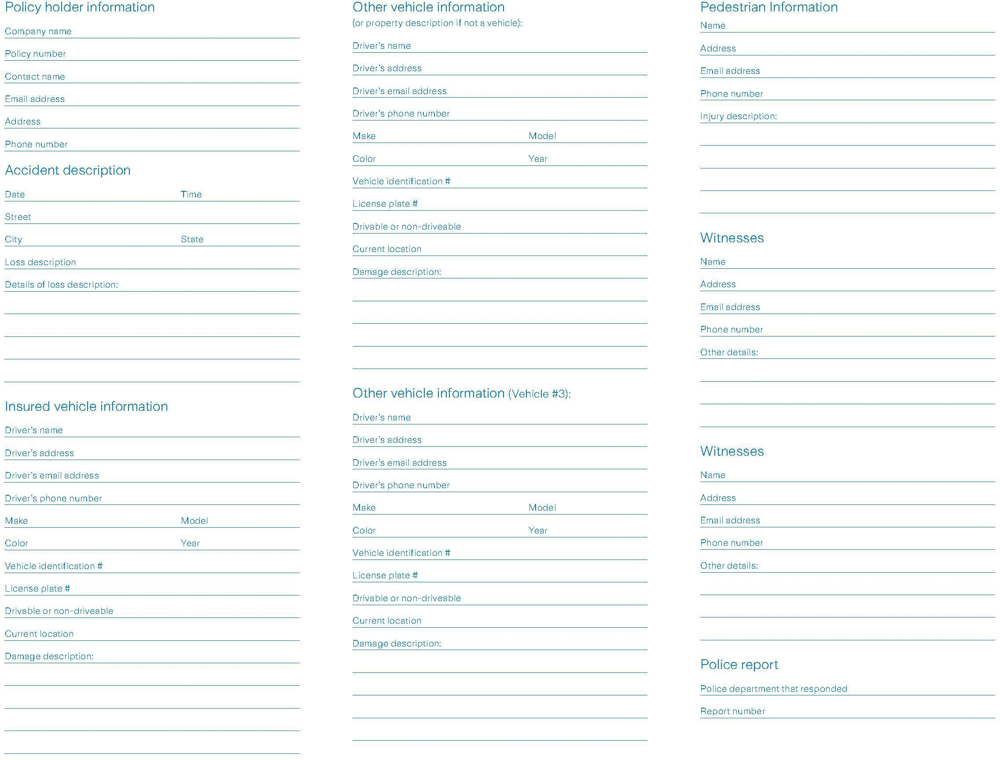 Policy holder information
Company name
Policy number
Contact name
Email address
Address
Phone number
Accident description
Date Time
Street
City State
Loss description
Details of loss description:
Insured vehicle information
Driver’s name
Driver’s address
Driver’s email address
Driver’s phone number
Make Model
Color Year
Vehicle identification #
License plate #
Drivable or non-driveable
Current location
Damage description:
Other vehicle information
(or property description if not a vehicle):
Driver’s name
Driver’s address
Driver’s email address
Driver’s phone number
Make Model
Color Year
Vehicle identification #
License plate #
Drivable or non-driveable
Current location
Damage description:
Other vehicle information (Vehicle #3):
Driver’s name
Driver’s address
Driver’s email address
Driver’s phone number
Make Model
Color Year
Vehicle identification #
License plate #
Drivable or non-driveable
Current location
Damage description:
Pedestrian Information
Name
Address
Email address
Phone number
Injury description:
Witnesses
Name
Address
Email address
Phone number
Other details:
Witnesses
Name
Address
Email address
Phone number
Other details:
Police report
Police department that responded
Report number